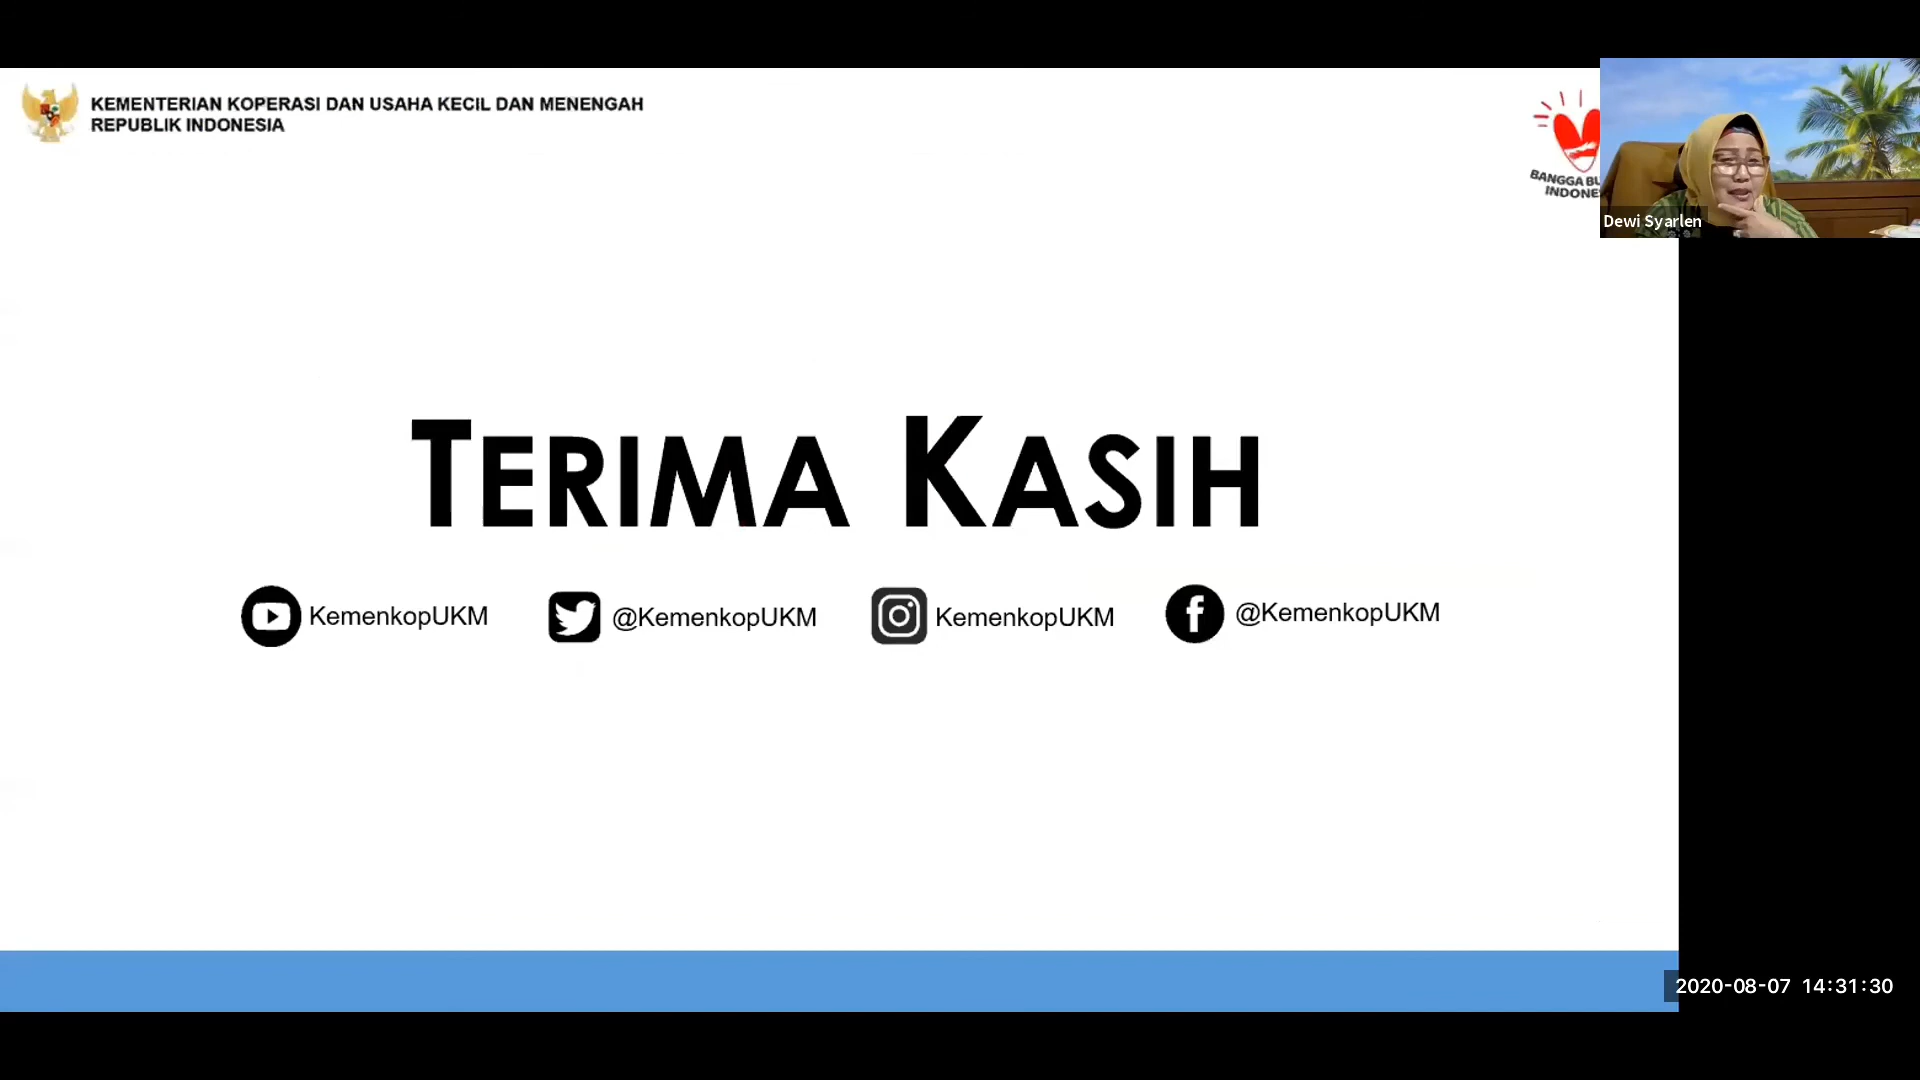 KEMENTERIAN KOPERASI DAN USAHA KECIL DAN MENENGAH
REPUBLIK INDONESIA
BANGGA
Dewi Syarlen
TERIMA KASIH
KemenkopUKM
@KemenkopUKM
KemenkopUKM
@KemenkopUKM
2020-08-07 14:31:30